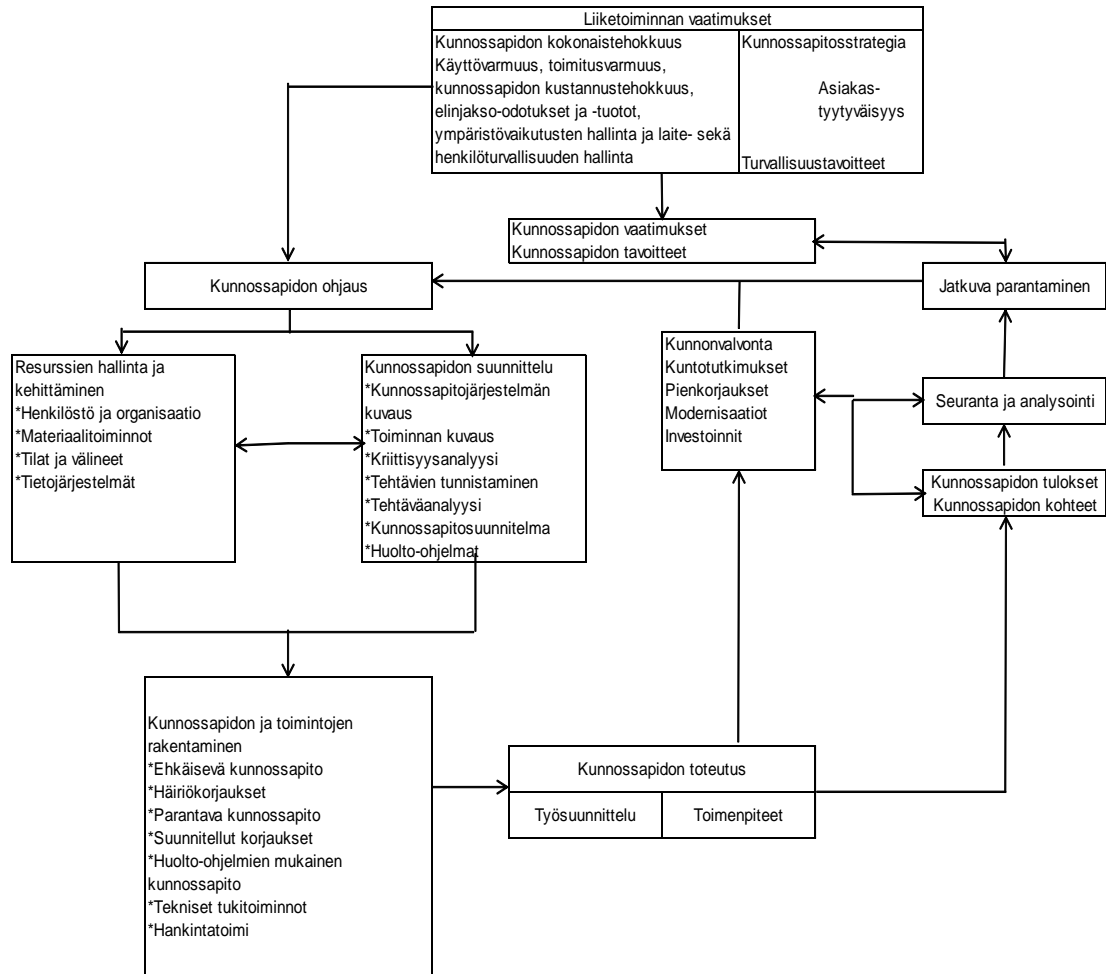 Liiketoiminnan vaatimukset
Kunnossapidon kokonaistehokkuus
Käyttövarmuus, toimitusvarmuus,
kunnossapidon kustannustehokkuus,
elinjakso-odotukset ja -tuotot,
ympäristövaikutusten hallinta ja laite- sekä
henkilöturvallisuuden hallinta
Kunnossapitosstrategia
Asiakas-
tyytyväisyys
Turvallisuustavoitteet
Kunnossapidon vaatimukset
Kunnossapidon tavoitteet
Kunnossapidon ohjaus
Jatkuva parantaminen
Resurssien hallinta ja
kehittäminen
*Henkilöstö ja organisaatio
*Materiaalitoiminnot
*Tilat ja välineet
*Tietojärjestelmät
Kunnossapidon suunnittelu
*Kunnossapitojärjestelmän
kuvaus
*Toiminnan kuvaus
*Kriittisyysanalyysi
*Tehtävien tunnistaminen
*Tehtäväanalyysi
*Kunnossapitosuunnitelma
*Huolto-ohjelmat
Kunnonvalvonta
Kuntotutkimukset
Pienkorjaukset
Modernisaatiot
Investoinnit
Seuranta ja analysointi
Kunnossapidon tulokset
Kunnossapidon kohteet
Kunnossapidon ja toimintojen
rakentaminen
*Ehkäisevä kunnossapito
*Häiriökorjaukset
*Parantava kunnossapito
*Suunnitellut korjaukset
*Huolto-ohjelmien mukainen
kunnossapito
*Tekniset tukitoiminnot
*Hankintatoimi
Kunnossapidon toteutus
Työsuunnittelu
Toimenpiteet